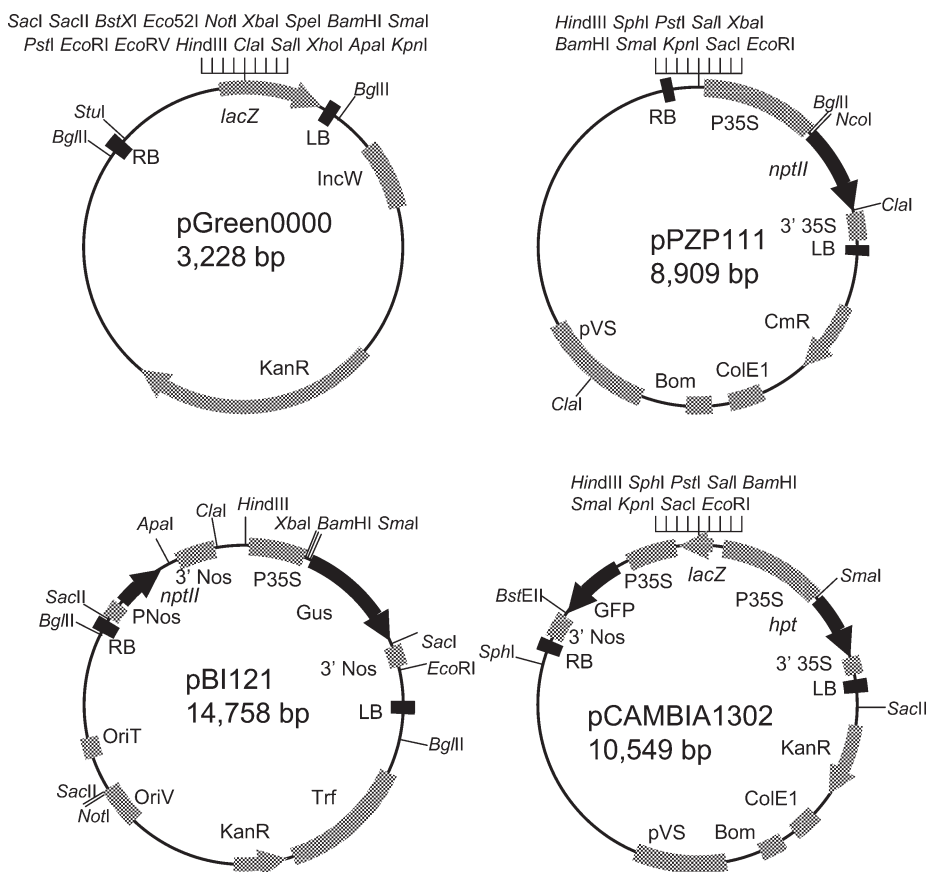 SacI SacII BstXI Eco52I NotI XbaI SpeI BamHI SmaI
PstI EcoRI EcoRV HindIII ClaI SalI XhoI ApaI KpnI
lacZ
BglII
StuI
LB
BglII
RB
IncW
pGreen0000
3,228 bp
KanR
HindIII SphI PstI SalI XbaI
BamHI SmaI KpnI SacI EcoRI
RB
P35S
BglII
NcoI
nptII
ClaI
3' 35S
LB
pPZP111
8,909 bp
CmR
pVS
ColE1
Bom
ClaI
HindIII
ClaI
XbaI BamHI SmaI
ApaI
3' Nos
P35S
nptII
SacII
PNos
Gus
BglII
RB
SacI
3' Nos
EcoRI
pBI121
14,758 bp
LB
BglII
OriT
SacII
OriV
NotI
Trf
KanR
HindIII SphI PstI SalI BamHI
SmaI KpnI SacI EcoRI
P35S
lacZ
SmaI
P35S
BstEII
GFP
hpt
3' Nos
SphI
RB
3' 35S
LB
SacII
pCAMBIA1302
10,549 bp
KanR
ColE1
pVS
Bom